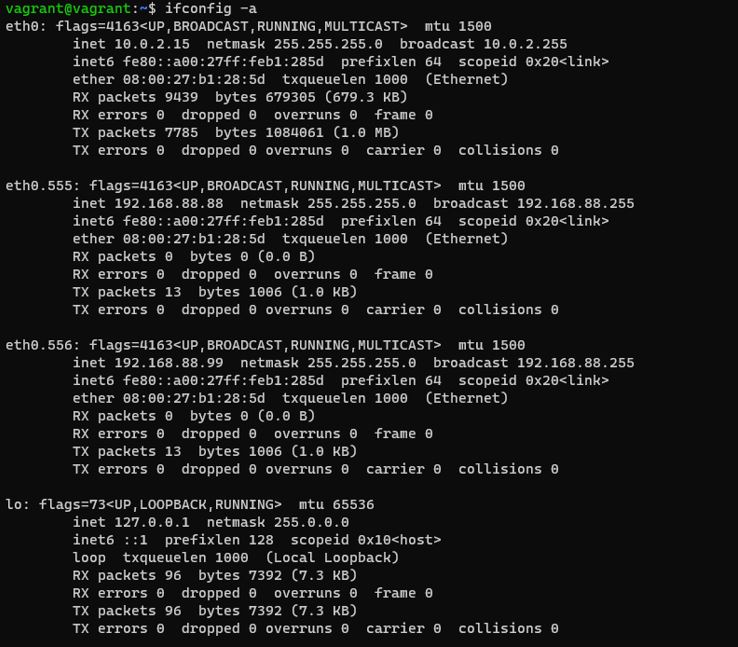 vagrant@vagrant:~$ ifconfig -a
eth0: flags=4163<UP,BROADCAST,RUNNING,MULTICAST>  mtu 1500
        inet 10.0.2.15  netmask 255.255.255.0  broadcast 10.0.2.255
        inet6 fe80::a00:27ff:feb1:285d  prefixlen 64  scopeid 0x20<link>
        ether 08:00:27:b1:28:5d  txqueuelen 1000  (Ethernet)
        RX packets 9439  bytes 679305 (679.3 KB)
        RX errors 0  dropped 0  overruns 0  frame 0
        TX packets 7785  bytes 1084061 (1.0 MB)
        TX errors 0  dropped 0 overruns 0  carrier 0  collisions 0

eth0.555: flags=4163<UP,BROADCAST,RUNNING,MULTICAST>  mtu 1500
        inet 192.168.88.88  netmask 255.255.255.0  broadcast 192.168.88.255
        inet6 fe80::a00:27ff:feb1:285d  prefixlen 64  scopeid 0x20<link>
        ether 08:00:27:b1:28:5d  txqueuelen 1000  (Ethernet)
        RX packets 0  bytes 0 (0.0 B)
        RX errors 0  dropped 0  overruns 0  frame 0
        TX packets 13  bytes 1006 (1.0 KB)
        TX errors 0  dropped 0 overruns 0  carrier 0  collisions 0

eth0.556: flags=4163<UP,BROADCAST,RUNNING,MULTICAST>  mtu 1500
        inet 192.168.88.99  netmask 255.255.255.0  broadcast 192.168.88.255
        inet6 fe80::a00:27ff:feb1:285d  prefixlen 64  scopeid 0x20<link>
        ether 08:00:27:b1:28:5d  txqueuelen 1000  (Ethernet)
        RX packets 0  bytes 0 (0.0 B)
        RX errors 0  dropped 0  overruns 0  frame 0
        TX packets 13  bytes 1006 (1.0 KB)
        TX errors 0  dropped 0 overruns 0  carrier 0  collisions 0

lo: flags=73<UP,LOOPBACK,RUNNING>  mtu 65536
        inet 127.0.0.1  netmask 255.0.0.0
        inet6 ::1  prefixlen 128  scopeid 0x10<host>
        loop  txqueuelen 1000  (Local Loopback)
        RX packets 96  bytes 7392 (7.3 KB)
        RX errors 0  dropped 0  overruns 0  frame 0
        TX packets 96  bytes 7392 (7.3 KB)
        TX errors 0  dropped 0 overruns 0  carrier 0  collisions 0